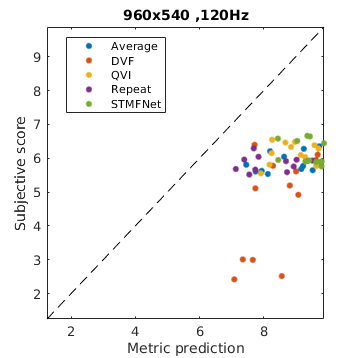 960x540 ,120Hz
Average
DVF
QVI
Repeat
STMFNet
9
8
7
6
5
4
3
2
Subjective score
2 4 6 8
Metric prediction